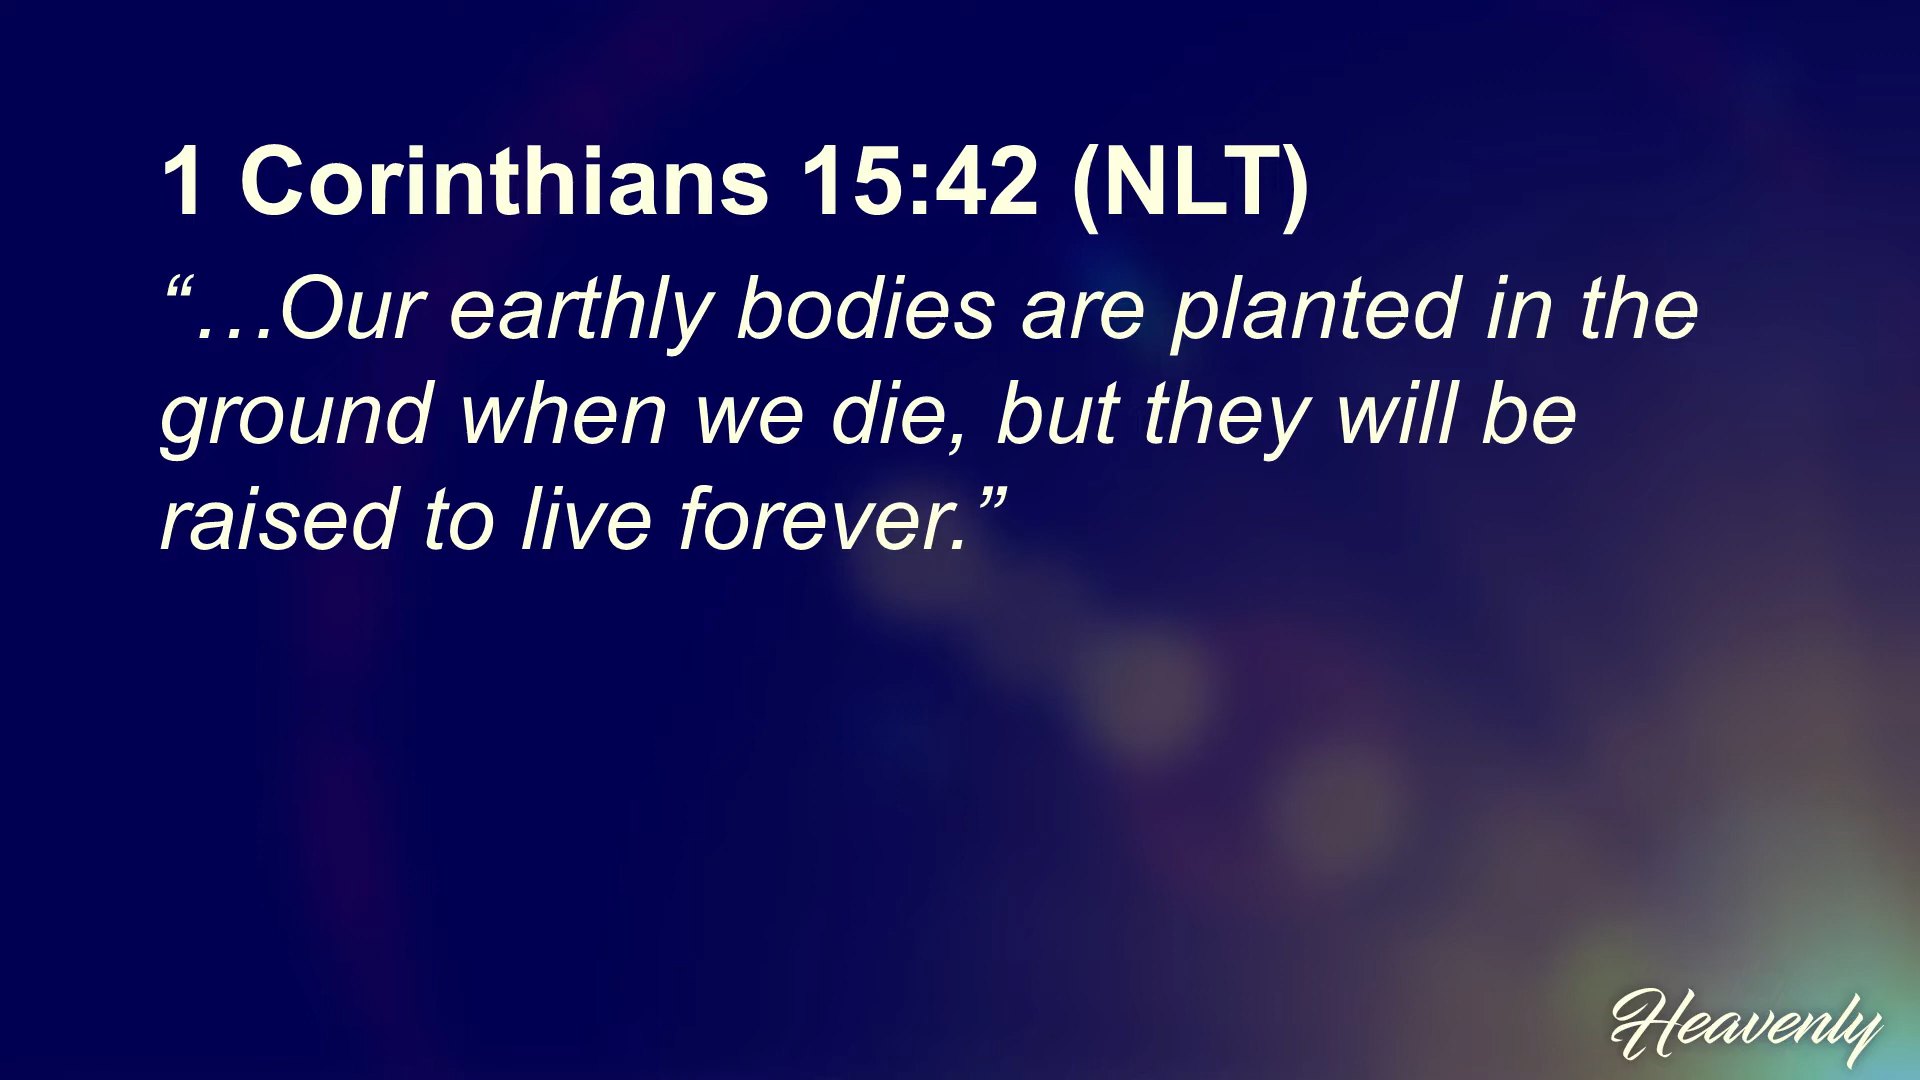 1 Corinthians 15:42 (NLT)
“…Our earthly bodies are planted in the
ground when we die, but they will be
raised to live forever.”
Heavenly